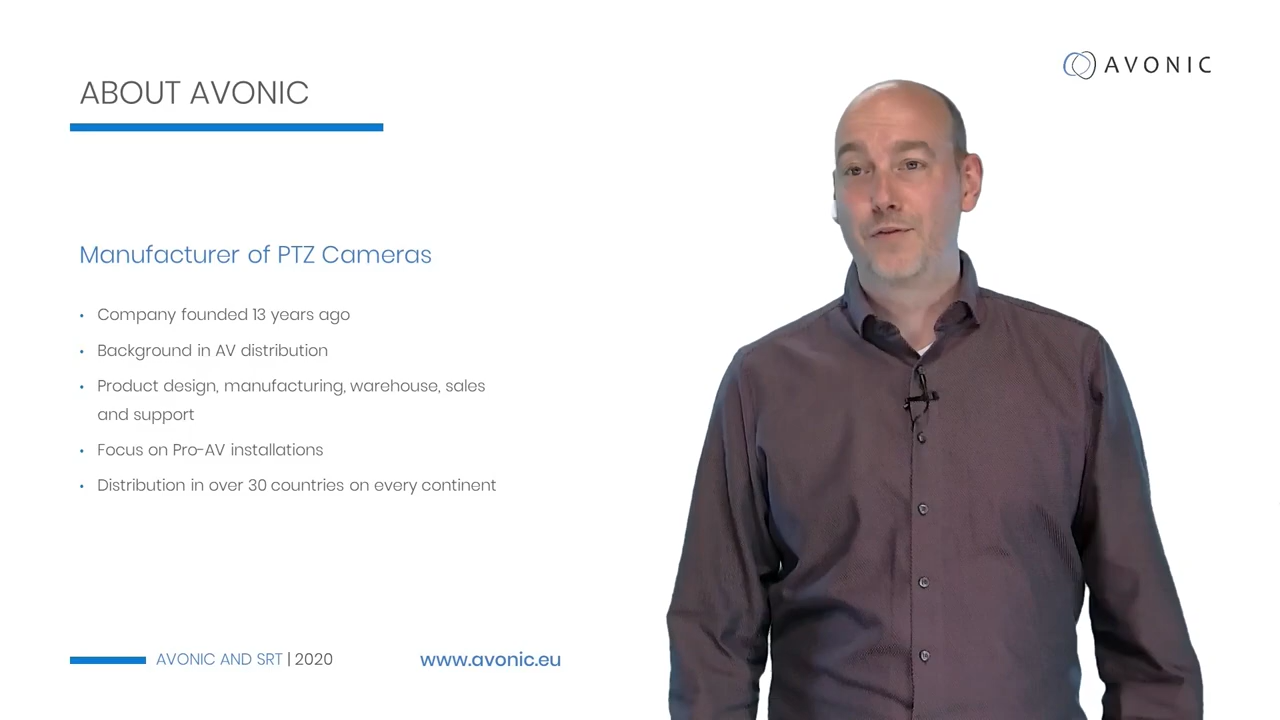 AVONIC
ABOUT AVONIC
Manufacturer of PTZ Cameras
• Company founded 13 years ago
• Background in AV distribution
• Product design, manufacturing, warehouse, sales
and support
• Focus on Pro-AV installations
• Distribution in over 30 countries on every continent
AVONIC AND SRT | 2020
www.avonic.eu